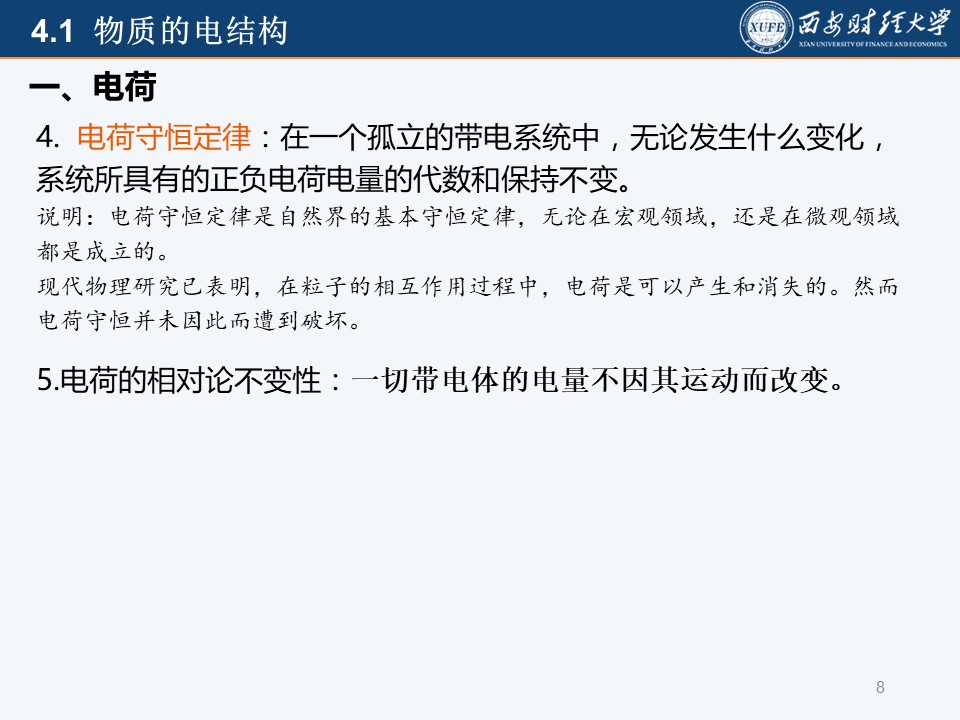 4.1 物质的电结构
XUFE
西安财经大学
XI'AN UNIVERSITY OF FINANCE AND ECONOMICS
一、电荷
4. 电荷守恒定律：在一个孤立的带电系统中，无论发生什么变化，
系统所具有的正负电荷电量的代数和保持不变。
说明：电荷守恒定律是自然界的基本守恒定律，无论在宏观领域，还是在微观领域
都是成立的。
现代物理研究已表明，在粒子的相互作用过程中，电荷是可以产生和消失的。然而
电荷守恒并未因此而遭到破坏。
5.电荷的相对论不变性：一切带电体的电量不因其运动而改变。
8